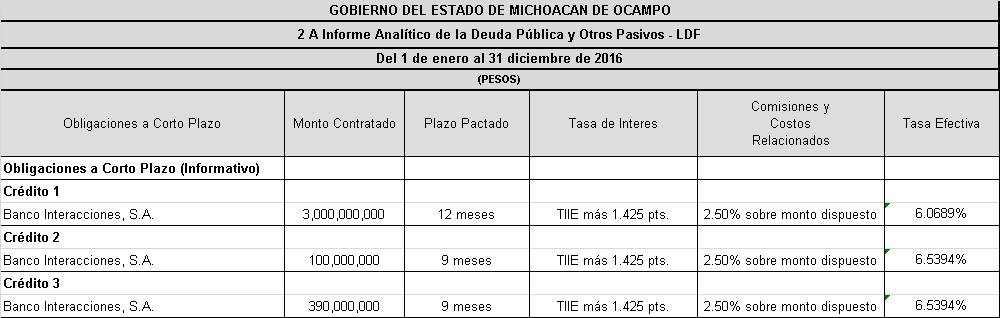 GOBIERNO DEL ESTADO DE MICHOACAN DE OCAMPO
2 A Informe Analítico de la Deuda Pública y Otros Pasivos - LDF
Del 1 de enero al 31 diciembre de 2016
(PESOS)
Obligaciones a Corto Plazo Monto Contratado Plazo Pactado Tasa de Interes Comisiones y Costos Relacionados Tasa Efectiva
Obligaciones a Corto Plazo (Informativo)
Crédito 1
Banco Interacciones, S.A. 3,000,000,000 12 meses TIIE más 1.425 pts. 2.50% sobre monto dispuesto 6.0689%
Crédito 2
Banco Interacciones, S.A. 100,000,000 9 meses TIIE más 1.425 pts. 2.50% sobre monto dispuesto 6.5394%
Crédito 3
Banco Interacciones, S.A. 390,000,000 9 meses TIIE más 1.425 pts. 2.50% sobre monto dispuesto 6.5394%